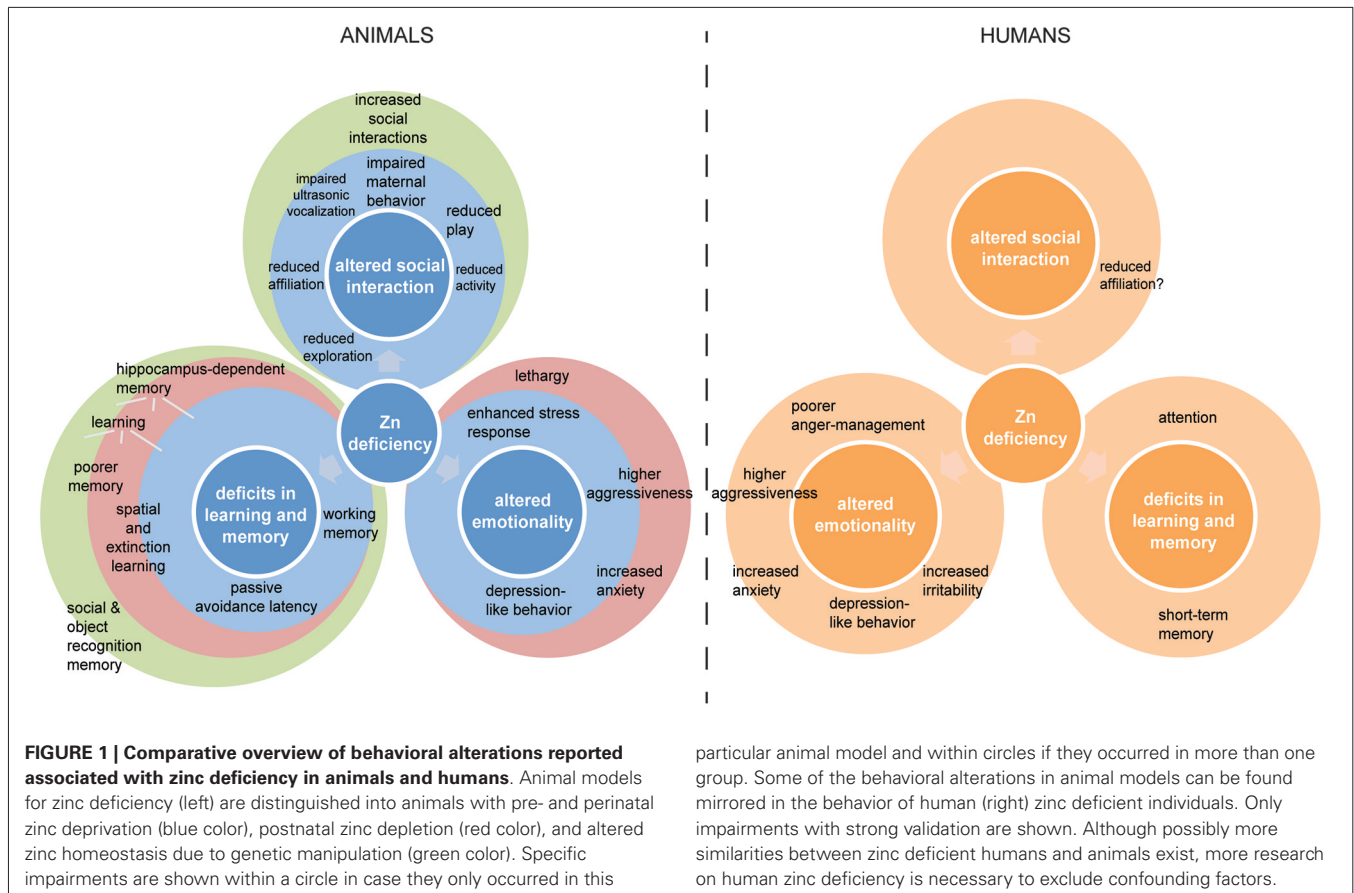 ANIMALS
increased
social
interactions
impaired
ultrasonic
vocalization
impaired
maternal
behavior
reduced
play
reduced
affiliation
altered social
interaction
reduced
activity
reduced
exploration
hippocampus-dependent
memory
learning
poorer
memory
spatial
and
extinction
learning
deficits in
learning and
memory
working
memory
passive
avoidance latency
social &
object
recognition
memory
Zn
deficiency
lethargy
enhanced stress
response
higher
aggressiveness
altered
emotionality
increased
anxiety
depression-
like behavior
HUMANS
altered social
interaction
reduced
affiliation?
Zn
deficiency
poorer
anger-management
higher
aggressiveness
altered
emotionality
increased
anxiety
increased
irritability
depression-
like behavior
attention
deficits in
learning and
memory
short-term
memory
FIGURE 1 | Comparative overview of behavioral alterations reported
associated with zinc deficiency in animals and humans. Animal models
for zinc deficiency (left) are distinguished into animals with pre- and perinatal
zinc deprivation (blue color), postnatal zinc depletion (red color), and altered
zinc homeostasis due to genetic manipulation (green color). Specific
impairments are shown within a circle in case they only occurred in this
particular animal model and within circles if they occurred in more than one
group. Some of the behavioral alterations in animal models can be found
mirrored in the behavior of human (right) zinc deficient individuals. Only
impairments with strong validation are shown. Although possibly more
similarities between zinc deficient humans and animals exist, more research
on human zinc deficiency is necessary to exclude confounding factors.